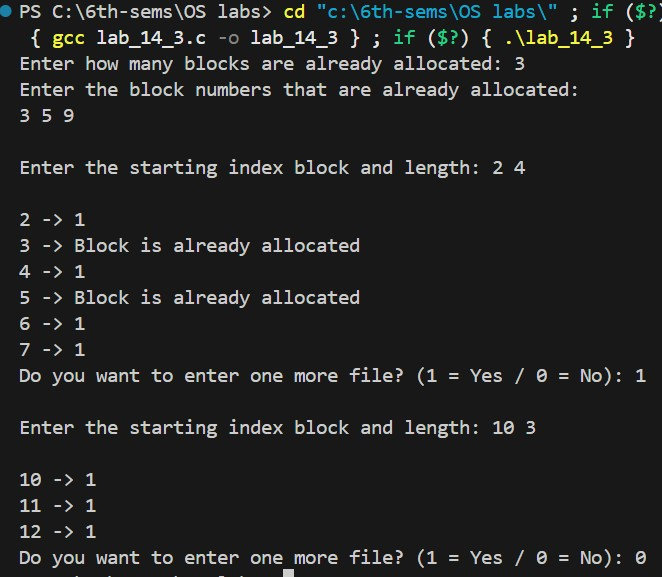 PS C:\6th-sems\OS labs> cd "c:\6th-sems\OS labs\" ; if ($?)
{ gcc lab_14_3.c -o lab_14_3 } ; if ($?) { .\lab_14_3 }
Enter how many blocks are already allocated: 3
Enter the block numbers that are already allocated:
3 5 9
Enter the starting index block and length: 2 4
2 -> 1
3 -> Block is already allocated
4 -> 1
5 -> Block is already allocated
6 -> 1
7 -> 1
Do you want to enter one more file? (1 = Yes / 0 = No): 1
Enter the starting index block and length: 10 3
10 -> 1
11 -> 1
12 -> 1
Do you want to enter one more file? (1 = Yes / 0 = No): 0